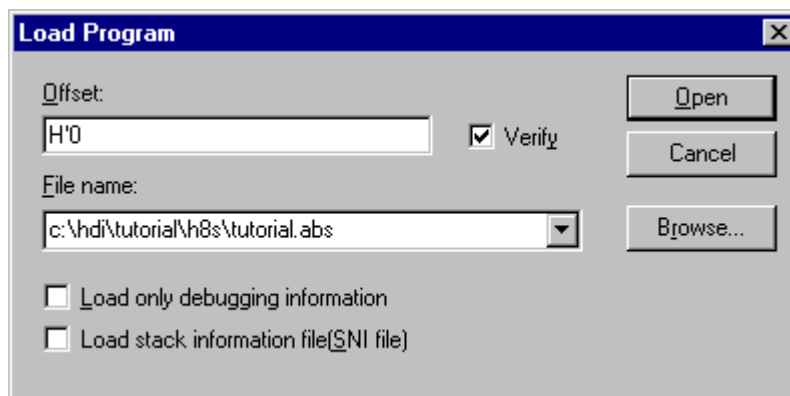 Load Program
Offset:
H'0
Verify
Open
Cancel
File name:
c:\hdi\tutorial\h8s\tutorial.abs
Browse...
Load only debugging information
Load stack information file(SNI file)